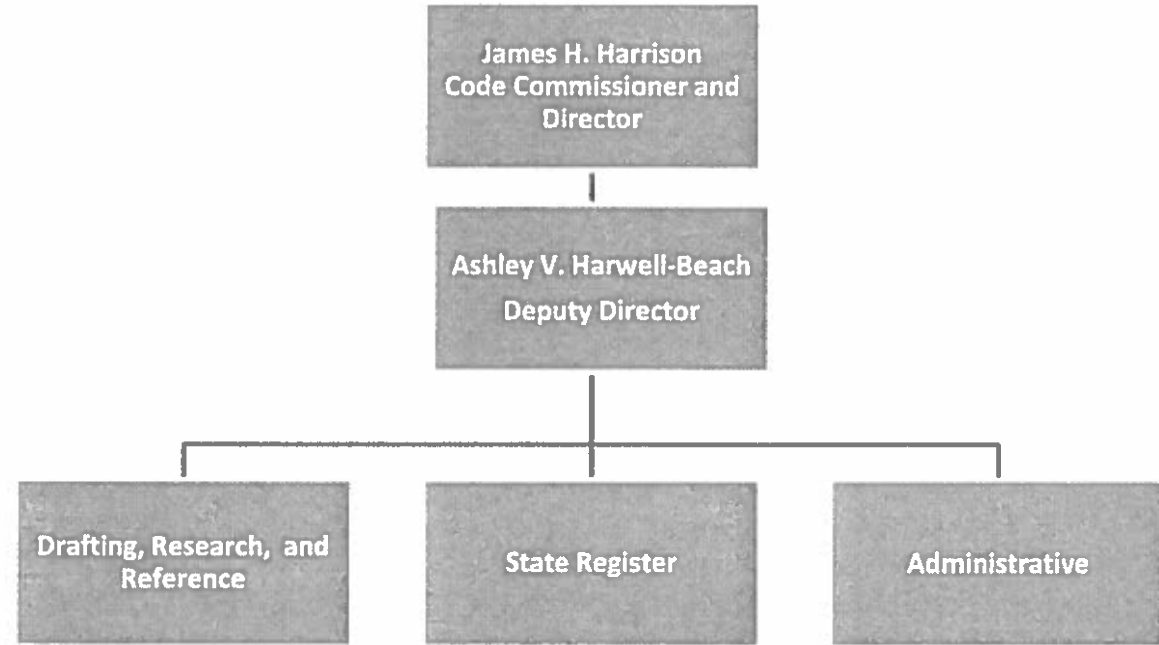 James H. Harrison
Code Commissioner and
Director
Ashley V. Harwell-Beach
Deputy Director
Drafting, Research, and
Reference
State Register
Administrative